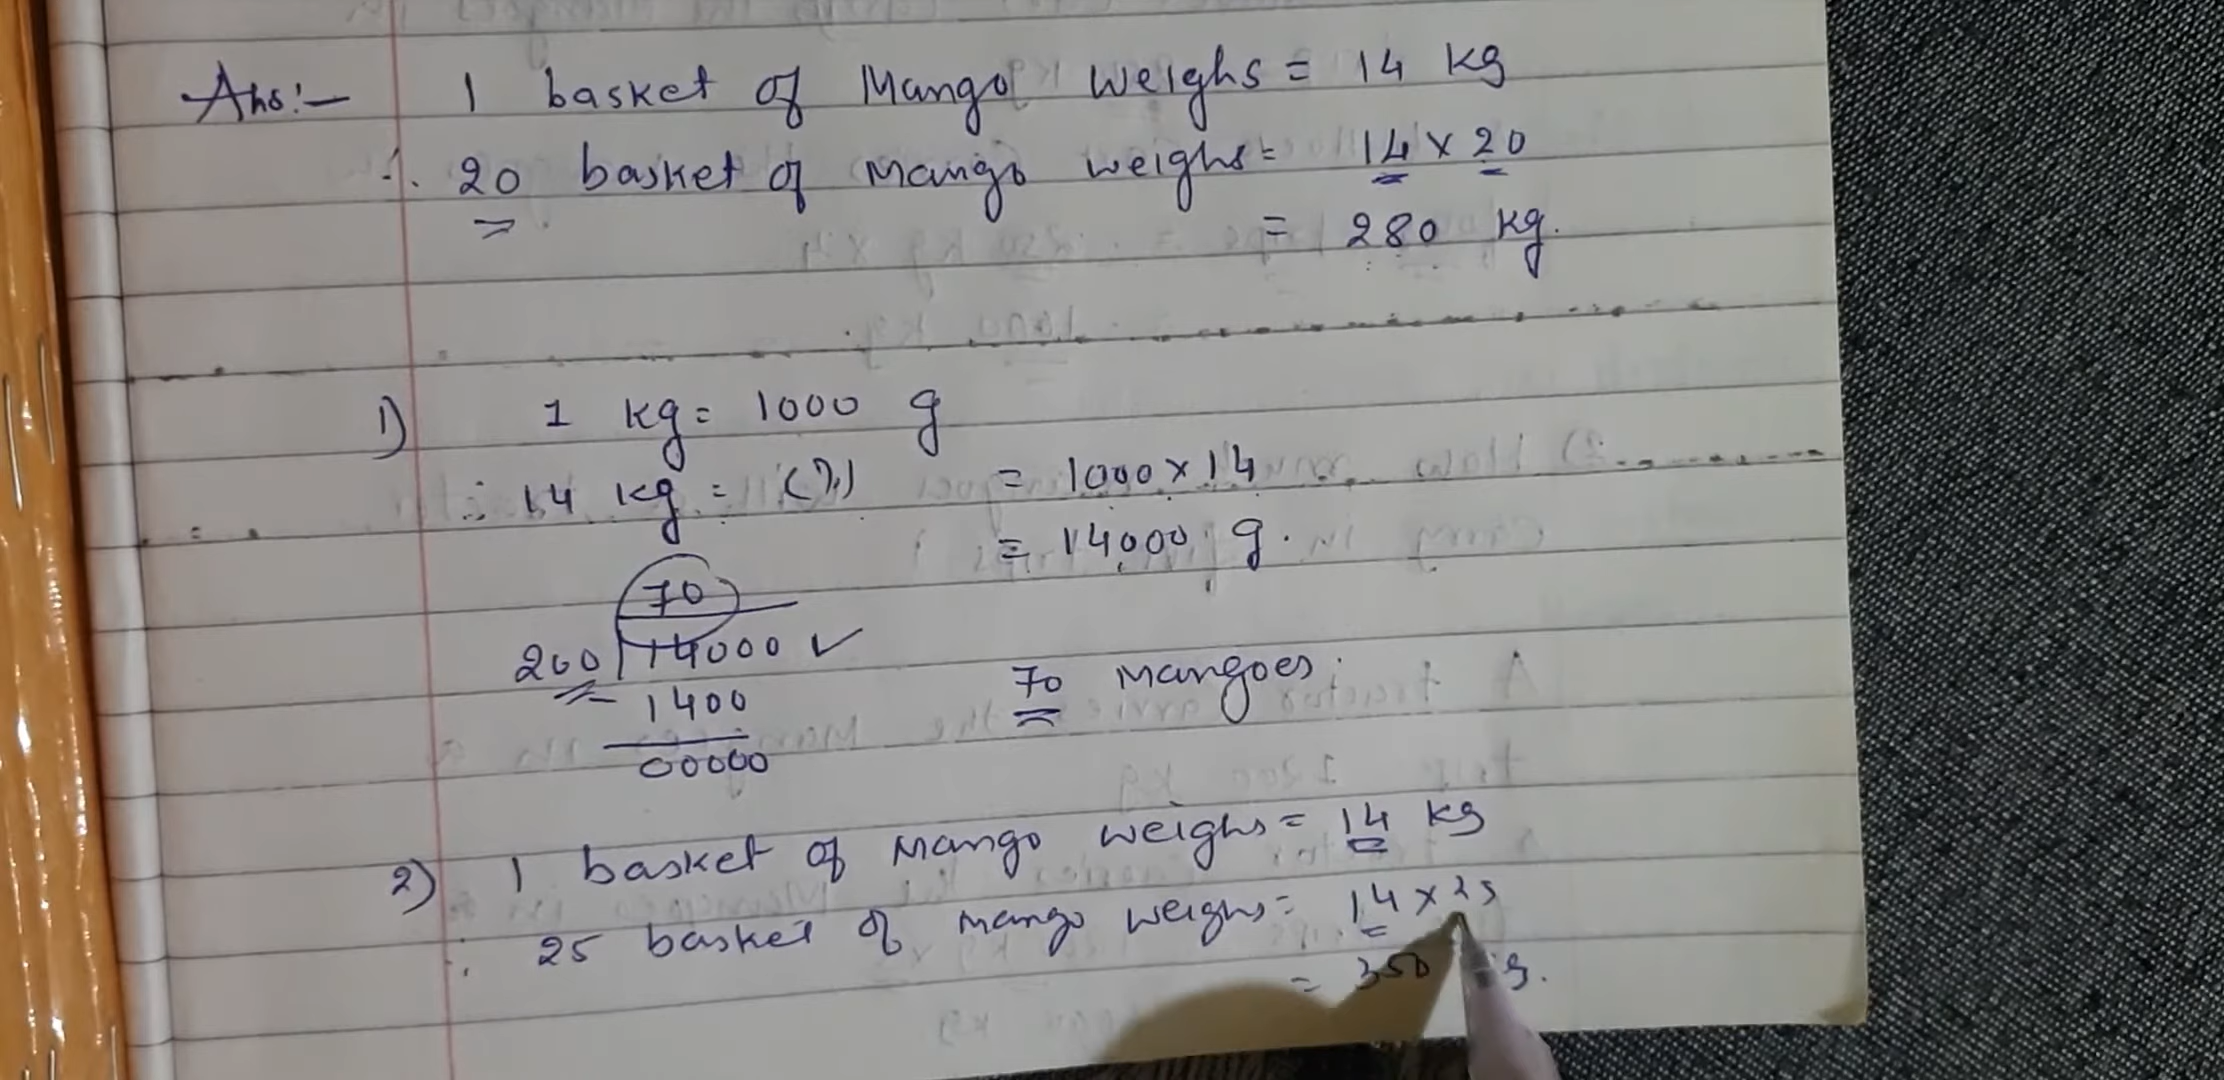 Ans:- 1 basket of Mango weighs = 14 kg
∴ 20 basket of Mango weighs = 14 x 20
= 280 kg.
1) 1 kg = 1000 g
∴ 14 kg = (?) = 1000 x 14
= 14000 g.
70
200 14000 ✓
1400 70 Mangoes.
00000
2) 1 basket of Mango weighs = 14 kg
∴ 25 basket of mango weighs = 14 x 25
= 350